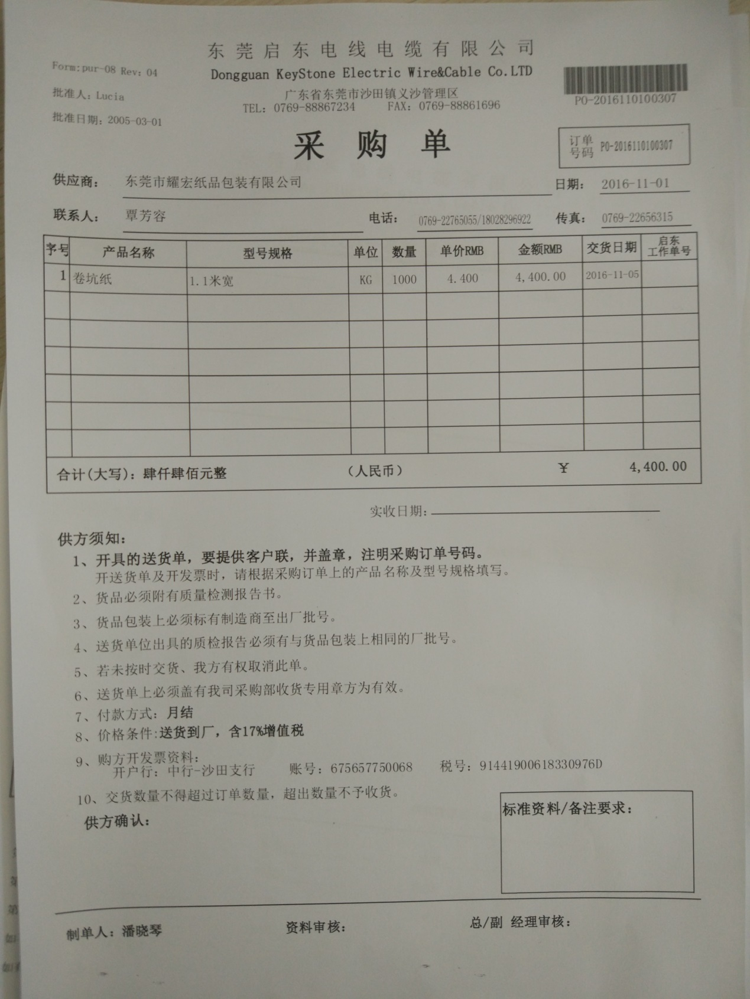 东莞启东电线电缆有限公司
Form:pur-08 Rev: 04
Dongguan KeyStone Electric Wire&Cable Co.LTD
批准人: Lucia
广东省东莞市沙田镇义沙管理区
PO-2016110100307
TEL: 0769-88867234 FAX: 0769-88861696
批准日期: 2005-03-01
采购单
订单号码 PO-2016110100307
供应商: 东莞市耀宏纸品包装有限公司 日期: 2016-11-01
联系人: 覃芳容 电话: 0769-22765055/18028296922 传真: 0769-22656315
序号 产品名称 型号规格 单位 数量 单价RMB 金额RMB 交货日期 启东工作单号
1 卷坑纸 1.1米宽 KG 1000 4.400 4,400.00 2016-11-05
合计(大写): 肆仟肆佰元整 (人民币) ¥ 4,400.00
实收日期:
供方须知:
1、开具的送货单，要提供客户联，并盖章，注明采购订单号码。
开送货单及开发票时，请根据采购订单上的产品名称及型号规格填写。
2、货品必须附有质量检测报告书。
3、货品包装上必须标有制造商至出厂批号。
4、送货单位出具的质检报告必须有与货品包装上相同的厂批号。
5、若未按时交货、我方有权取消此单。
6、送货单上必须盖有我司采购部收货专用章方为有效。
7、付款方式: 月结
8、价格条件:送货到厂，含17%增值税
9、购方开发票资料:
开户行: 中行-沙田支行 账号: 675657750068 税号: 91441900618330976D
10、交货数量不得超过订单数量，超出数量不予收货。
供方确认:
标准资料/备注要求:
制单人: 潘晓琴 资料审核: 总/副 经理审核: